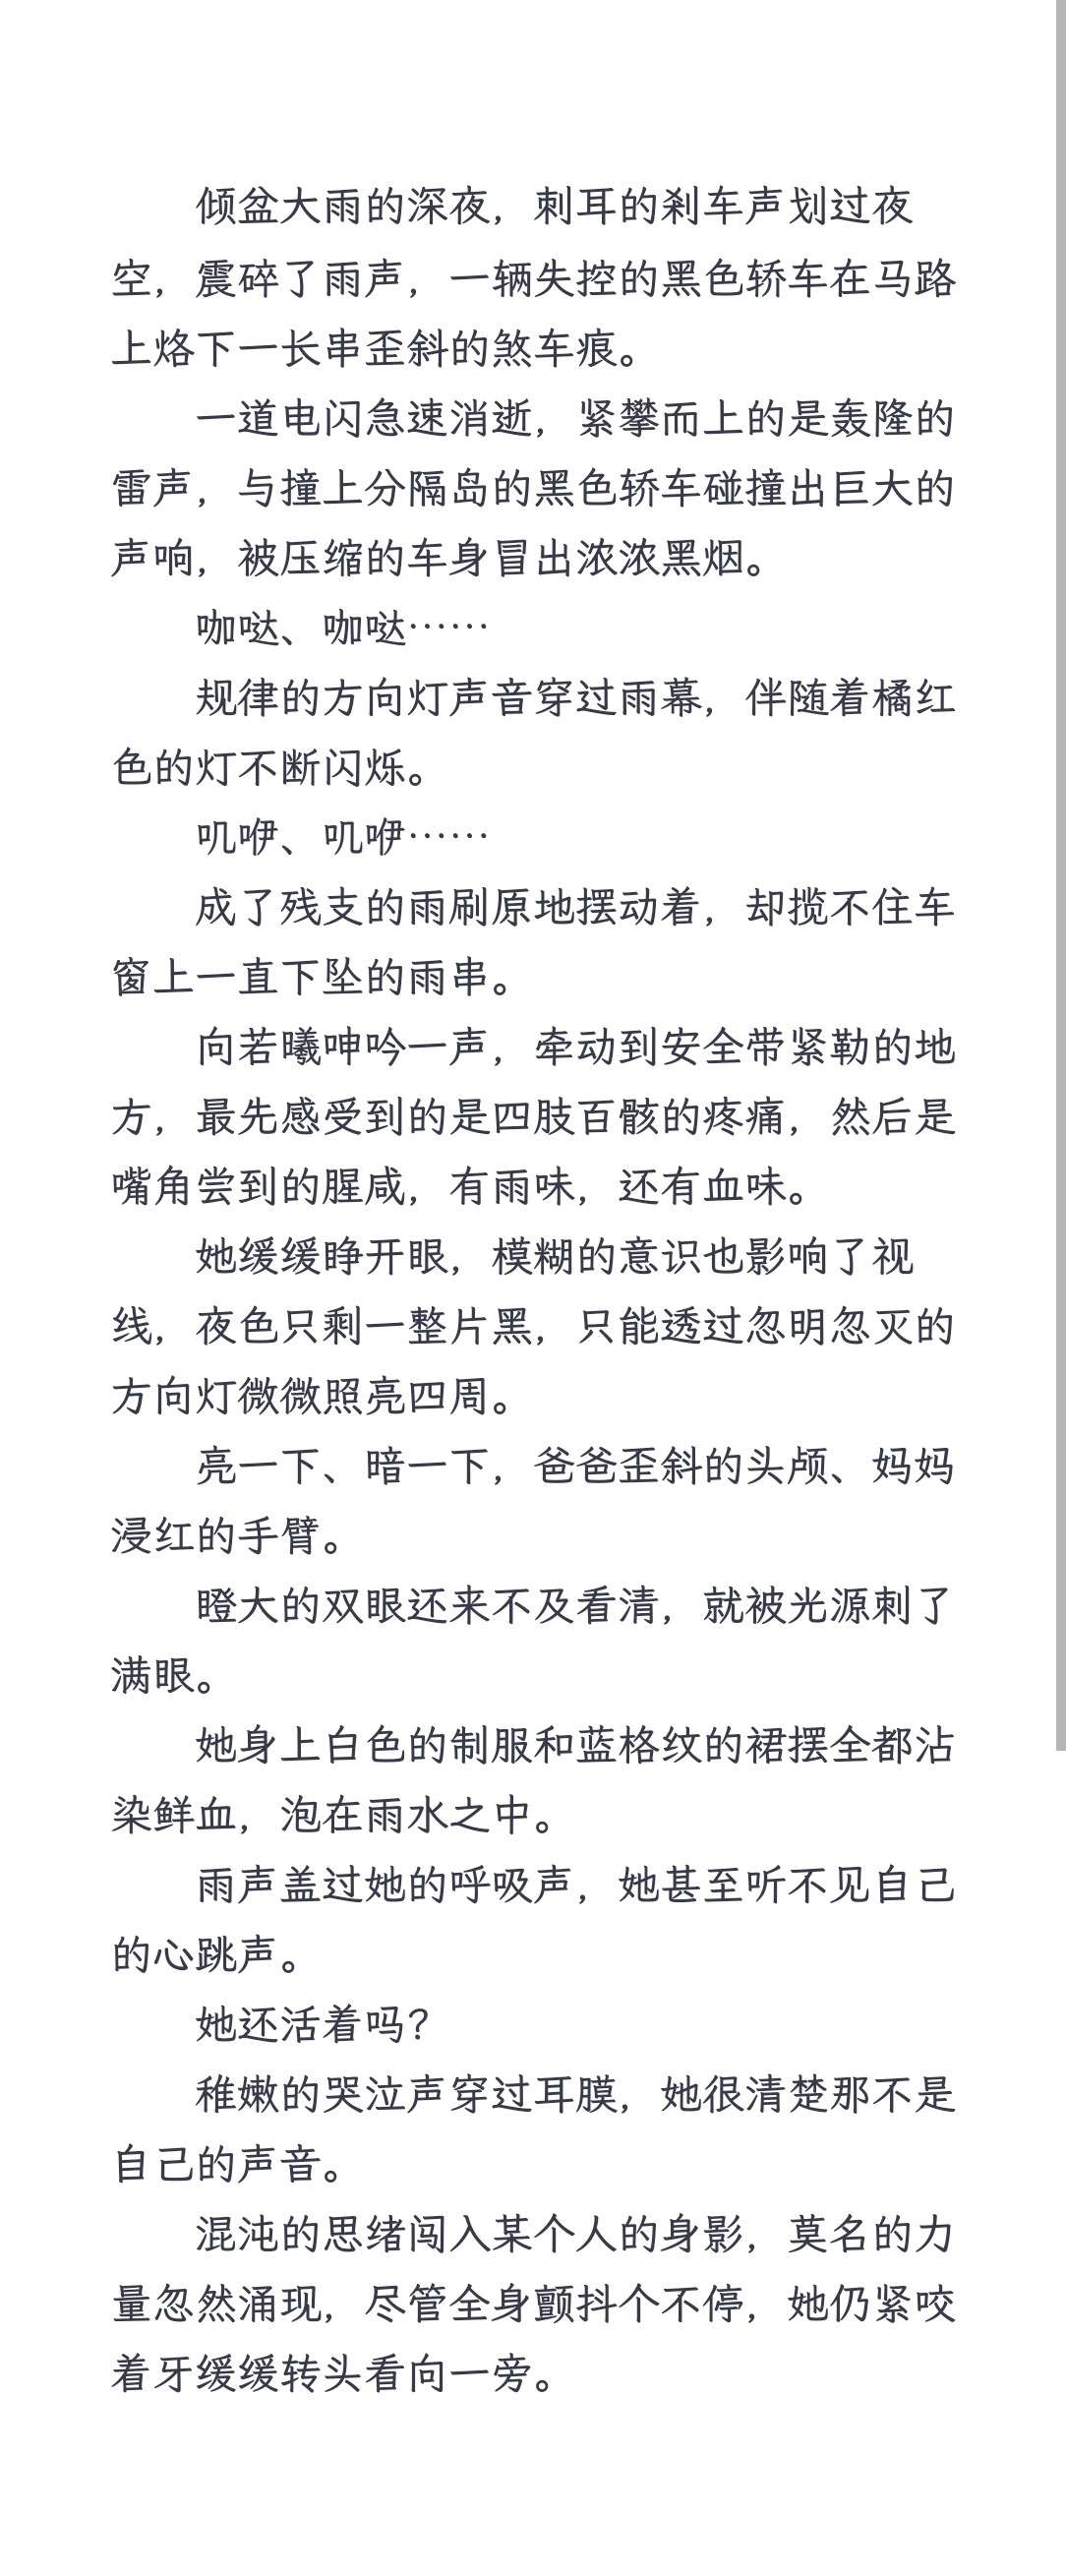 倾盆大雨的深夜，刺耳的刹车声划过夜
空，震碎了雨声，一辆失控的黑色轿车在马路
上烙下一长串歪斜的煞车痕。
一道电闪急速消逝，紧攀而上的是轰隆的
雷声，与撞上分隔岛的黑色轿车碰撞出巨大的
声响，被压缩的车身冒出浓浓黑烟。
咖哒、咖哒……
规律的方向灯声音穿过雨幕，伴随着橘红
色的灯不断闪烁。
叽咿、叽咿……
成了残支的雨刷原地摆动着，却揽不住车
窗上一直下坠的雨串。
向若曦呻吟一声，牵动到安全带紧勒的地
方，最先感受到的是四肢百骸的疼痛，然后是
嘴角尝到的腥咸，有雨味，还有血味。
她缓缓睁开眼，模糊的意识也影响了视
线，夜色只剩一整片黑，只能透过忽明忽灭的
方向灯微微照亮四周。
亮一下、暗一下，爸爸歪斜的头颅、妈妈
浸红的手臂。
瞪大的双眼还来不及看清，就被光源刺了
满眼。
她身上白色的制服和蓝格纹的裙摆全都沾
染鲜血，泡在雨水之中。
雨声盖过她的呼吸声，她甚至听不见自己
的心跳声。
她还活着吗？
稚嫩的哭泣声穿过耳膜，她很清楚那不是
自己的声音。
混沌的思绪闯入某个人的身影，莫名的力
量忽然涌现，尽管全身颤抖个不停，她仍紧咬
着牙缓缓转头看向一旁。